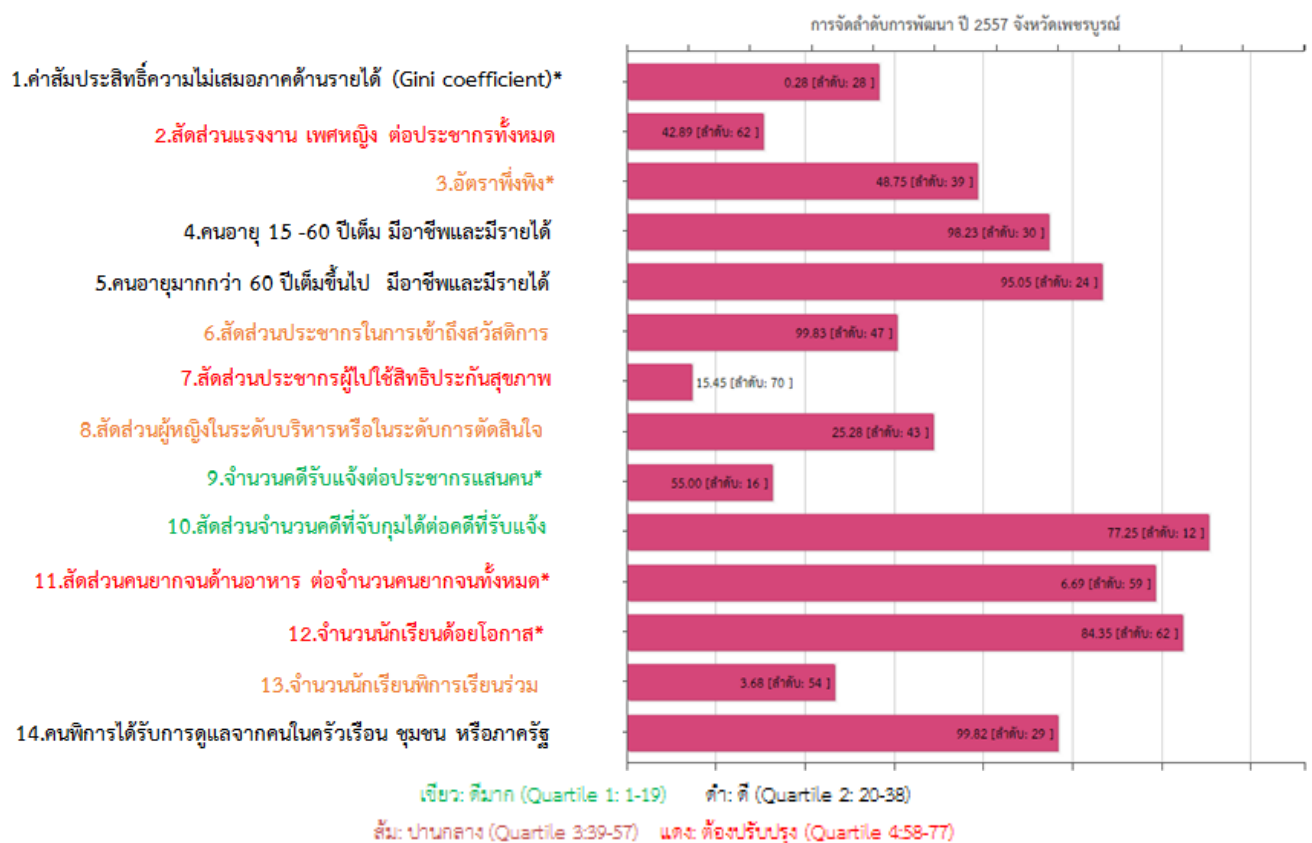 การจัดลำดับการพัฒนา ปี 2557 จังหวัดเพชรบูรณ์
1.ค่าสัมประสิทธิ์ความไม่เสมอภาคด้านรายได้ (Gini coefficient)*
0.28 [ลำดับ: 28 ]
2.สัดส่วนแรงงาน เพศหญิง ต่อประชากรทั้งหมด
42.89 [ลำดับ: 62 ]
3.อัตราพึ่งพิง*
48.75 [ลำดับ: 39 ]
4.คนอายุ 15 -60 ปีเต็ม มีอาชีพและมีรายได้
98.23 [ลำดับ: 30 ]
5.คนอายุมากกว่า 60 ปีเต็มขึ้นไป มีอาชีพและมีรายได้
95.05 [ลำดับ: 24 ]
6.สัดส่วนประชากรในการเข้าถึงสวัสดิการ
99.83 [ลำดับ: 47 ]
7.สัดส่วนประชากรผู้ไปใช้สิทธิประกันสุขภาพ
15.45 [ลำดับ: 70 ]
8.สัดส่วนผู้หญิงในระดับบริหารหรือในระดับการตัดสินใจ
25.28 [ลำดับ: 43 ]
9.จำนวนคดีรับแจ้งต่อประชากรแสนคน*
55.00 [ลำดับ: 16 ]
10.สัดส่วนจำนวนคดีที่จับกุมได้ต่อคดีที่รับแจ้ง
77.25 [ลำดับ: 12 ]
11.สัดส่วนคนยากจนด้านอาหาร ต่อจำนวนคนยากจนทั้งหมด*
6.69 [ลำดับ: 59 ]
12.จำนวนนักเรียนด้อยโอกาส*
84.35 [ลำดับ: 62 ]
13.จำนวนนักเรียนพิการเรียนร่วม
3.68 [ลำดับ: 54 ]
14.คนพิการได้รับการดูแลจากคนในครัวเรือน ชุมชน หรือภาครัฐ
99.82 [ลำดับ: 29 ]
เขียว: ดีมาก (Quartile 1: 1-19) ดำ: ดี (Quartile 2: 20-38)
ส้ม: ปานกลาง (Quartile 3:39-57) แดง: ต้องปรับปรุง (Quartile 4:58-77)